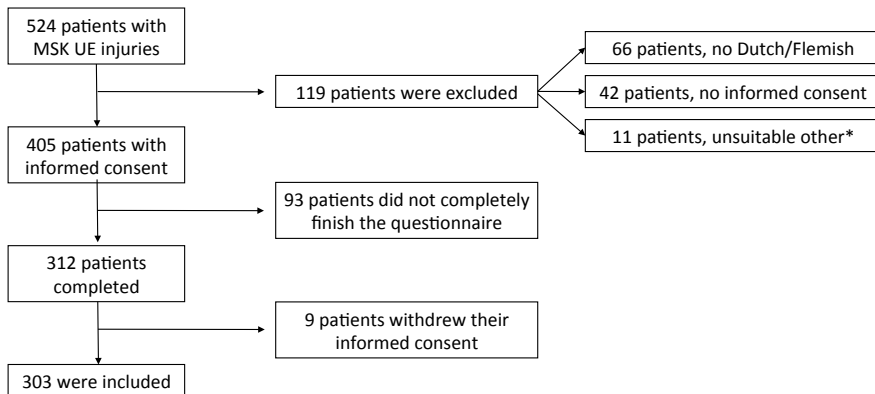 524 patients with
MSK UE injuries
119 patients were excluded
66 patients, no Dutch/Flemish
42 patients, no informed consent
11 patients, unsuitable other*
405 patients with
informed consent
93 patients did not completely
finish the questionnaire
312 patients
completed
9 patients withdrew their
informed consent
303 were included